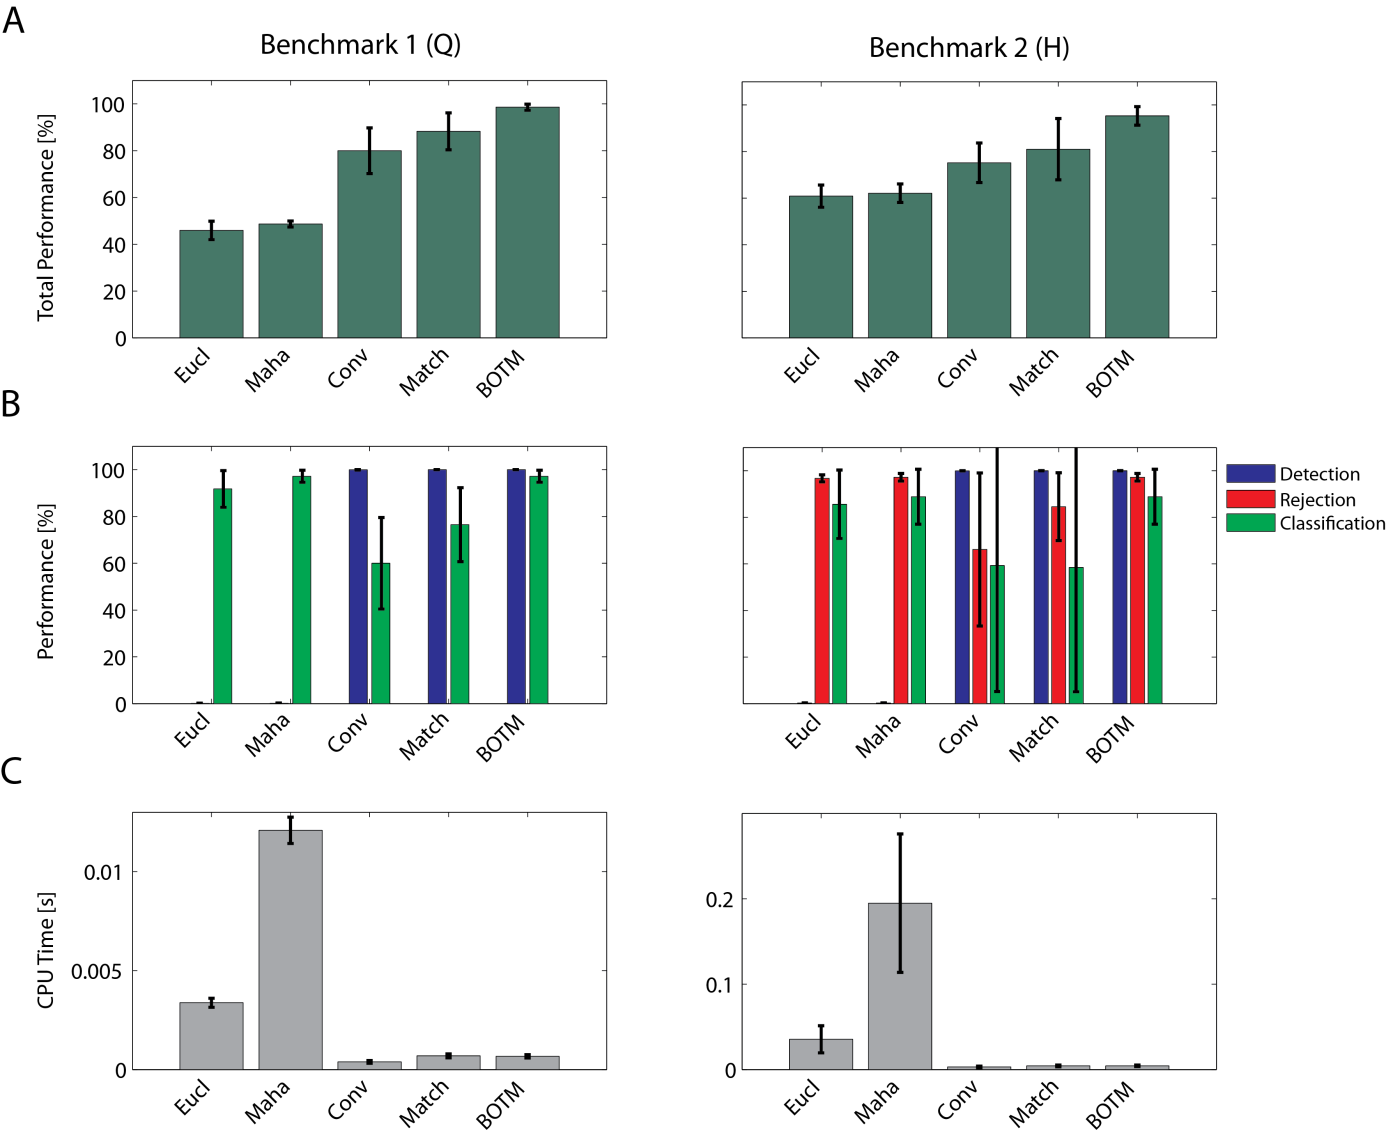 A
Benchmark 1 (Q)
Benchmark 2 (H)
Total Performance [%]
100
80
60
40
20
0
Eucl
Maha
Conv
Match
BOTM
Eucl
Maha
Conv
Match
BOTM
B
Performance [%]
100
80
60
40
20
0
Eucl
Maha
Conv
Match
BOTM
Eucl
Maha
Conv
Match
BOTM
Detection
Rejection
Classification
C
CPU Time [s]
0.01
0.005
0
Eucl
Maha
Conv
Match
BOTM
0.2
0.1
0
Eucl
Maha
Conv
Match
BOTM